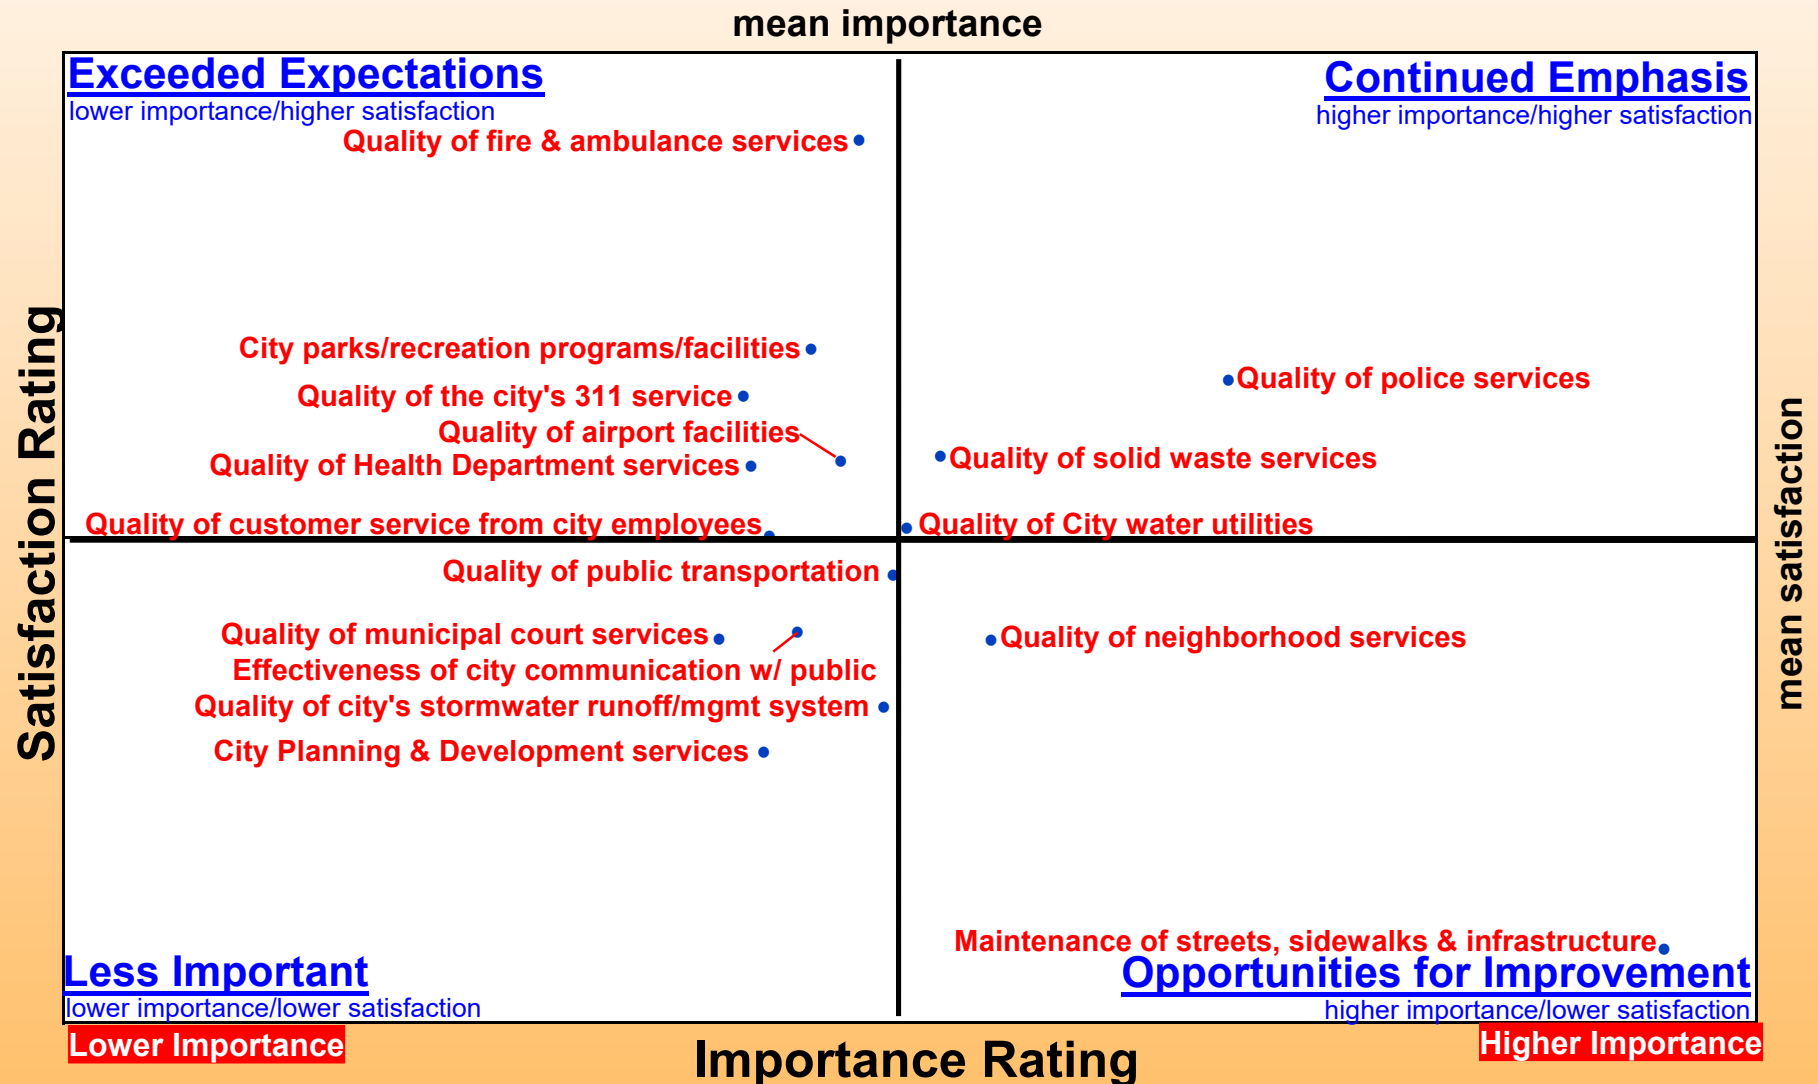 mean importance
Exceeded Expectations
lower importance/higher satisfaction
Continued Emphasis
higher importance/higher satisfaction
Quality of fire & ambulance services
City parks/recreation programs/facilities
Quality of police services
Quality of the city's 311 service
Quality of airport facilities
Quality of Health Department services
Quality of solid waste services
Quality of customer service from city employees
Quality of City water utilities
Satisfaction Rating
mean satisfaction
Quality of public transportation
Quality of municipal court services
Quality of neighborhood services
Effectiveness of city communication w/ public
Quality of city's stormwater runoff/mgmt system
City Planning & Development services
Maintenance of streets, sidewalks & infrastructure
Less Important
lower importance/lower satisfaction
Opportunities for Improvement
higher importance/lower satisfaction
Lower Importance
Importance Rating
Higher Importance